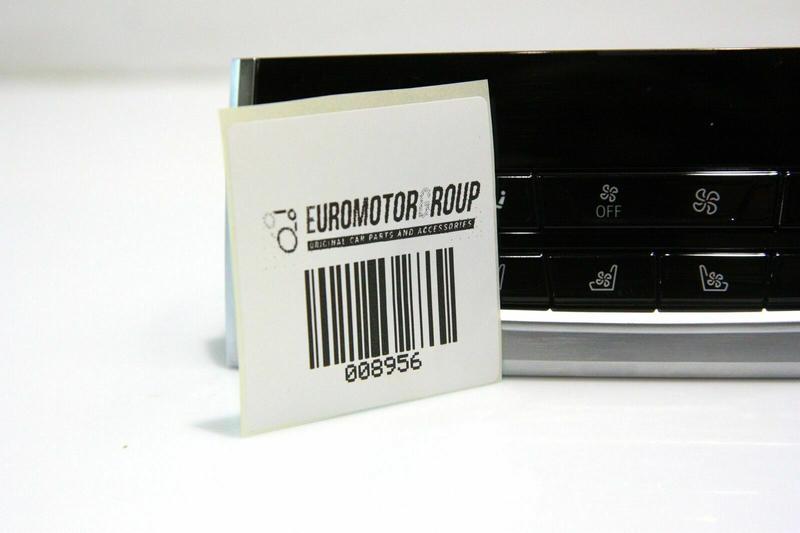 EUROMOTORGROUP
ORIGINAL CAR PARTS AND ACCESSORIES
008956
OFF